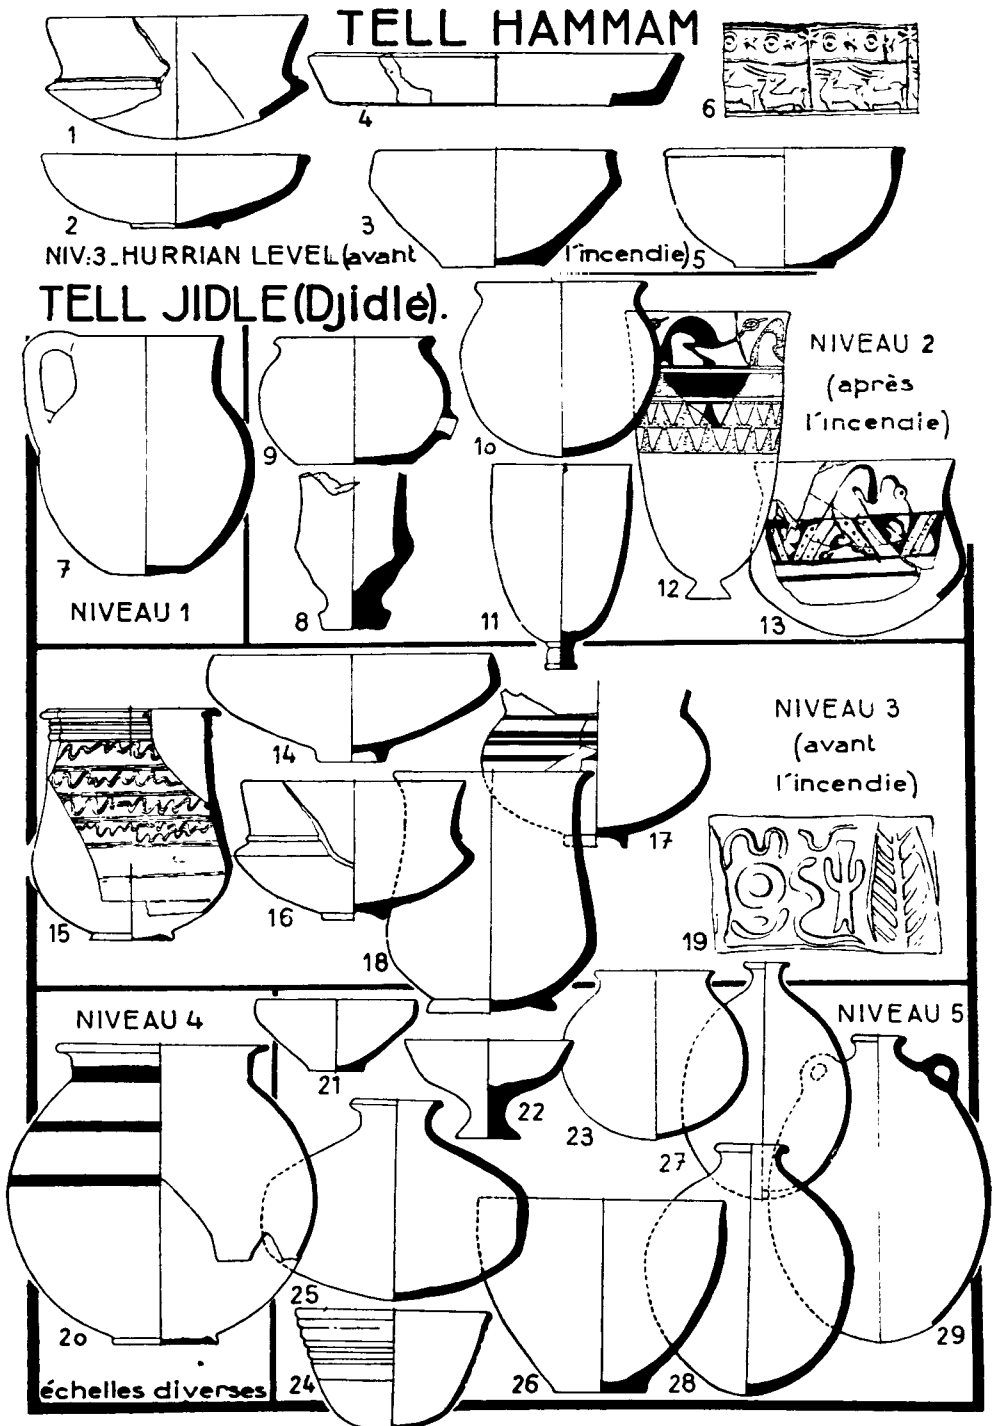 TELL HAMMAM
1
4
6
2
3
5
NIV:3_HURRIAN LEVEL (avant l'incendie)
TELL JIDLE (Djidlé).
NIVEAU 2
(après
l'incendie)
7
9
10
8
11
12
13
NIVEAU 1
14
17
NIVEAU 3
(avant
l'incendie)
15
16
18
19
NIVEAU 4
NIVEAU 5
21
22
23
27
20
25
24
26
28
29
échelles diverses